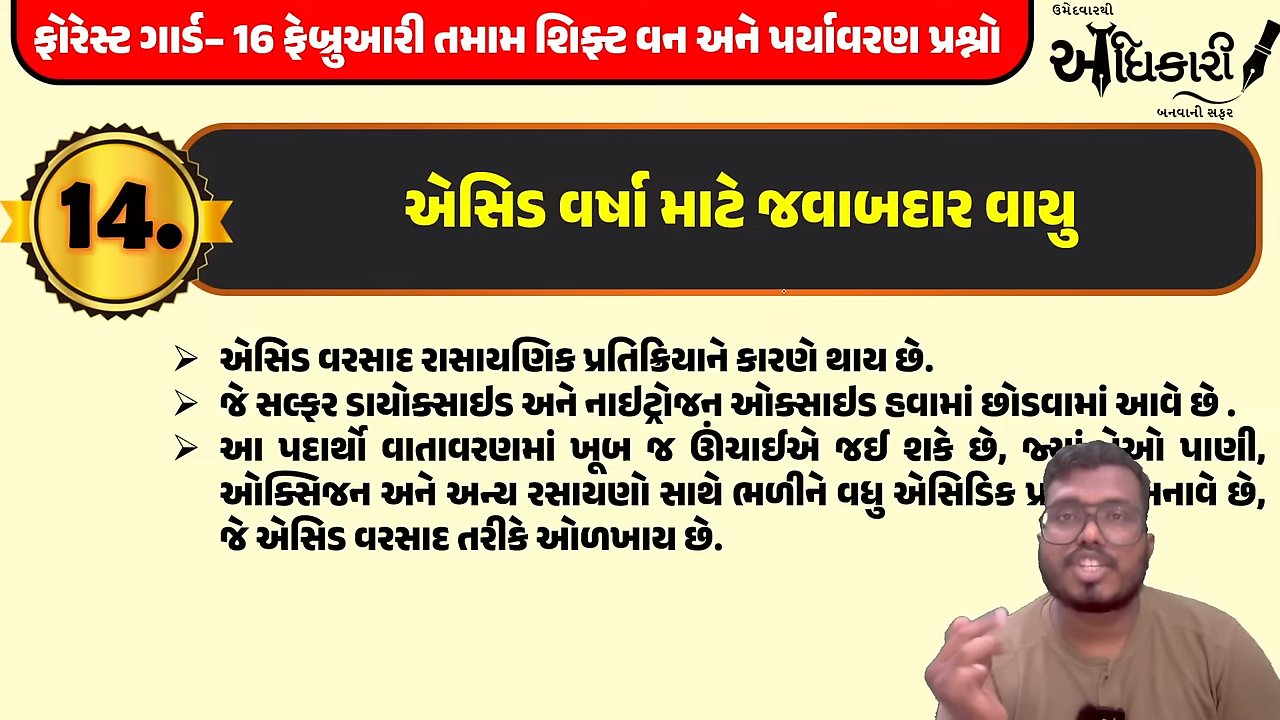 ફોરેસ્ટ ગાર્ડ– 16 ફેબ્રુઆરી તમામ શિફ્ટ વન અને પર્યાવરણ પ્રશ્નો
ઉમેદવારથી
અધિકારી
બનવાની સફર
14.
એસિડ વર્ષા માટે જવાબદાર વાયુ
➢ એસિડ વરસાદ રાસાયણિક પ્રતિક્રિયાને કારણે થાય છે.
➢ જે સલ્ફર ડાયોક્સાઇડ અને નાઇટ્રોજન ઓક્સાઇડ હવામાં છોડવામાં આવે છે .
➢ આ પદાર્થો વાતાવરણમાં ખૂબ જ ઊંચાઈએ જઈ શકે છે, પાણી,
ઓક્સિજન અને અન્ય રસાયણો સાથે ભળીને વધુ એસિડિક બનાવે છે,
જે એસિડ વરસાદ તરીકે ઓળખાય છે.